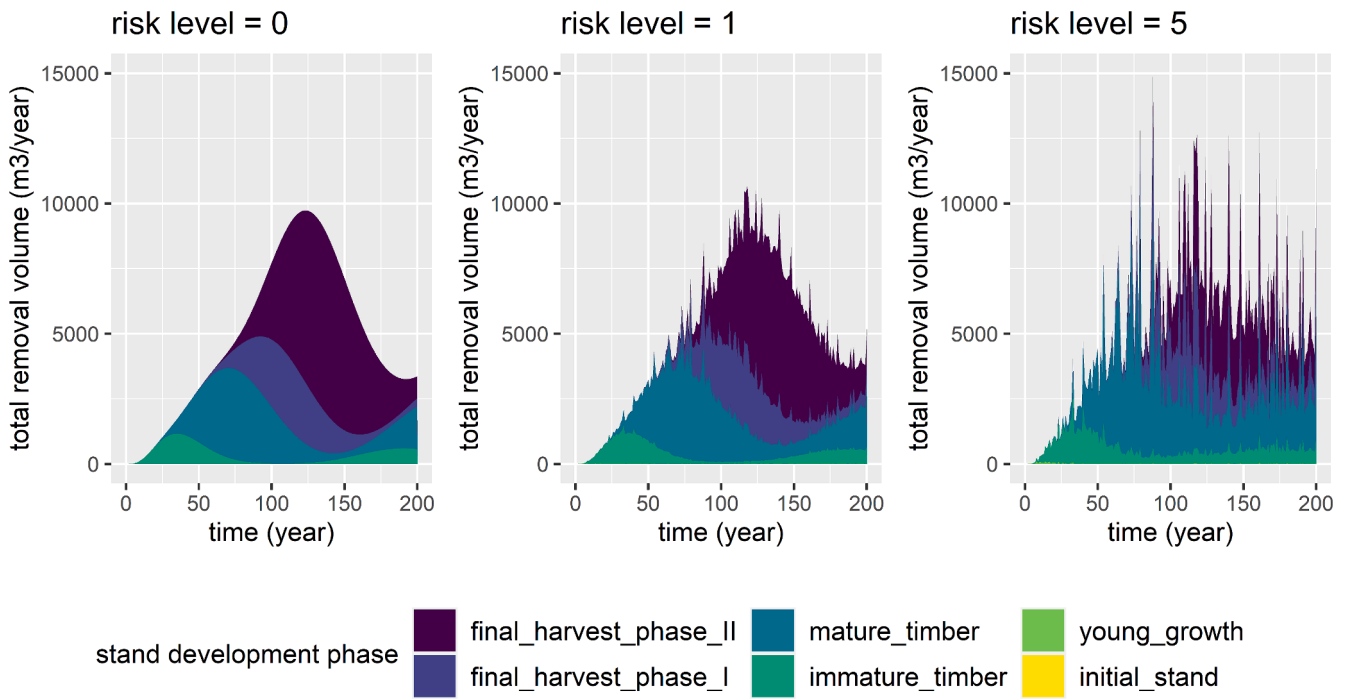 risk level = 0
risk level = 1
risk level = 5
total removal volume (m3/year)
15000
10000
5000
0
0
50
100
150
200
time (year)
total removal volume (m3/year)
15000
10000
5000
0
0
50
100
150
200
time (year)
total removal volume (m3/year)
15000
10000
5000
0
0
50
100
150
200
time (year)
stand development phase
final_harvest_phase_II
final_harvest_phase_I
mature_timber
immature_timber
young_growth
initial_stand